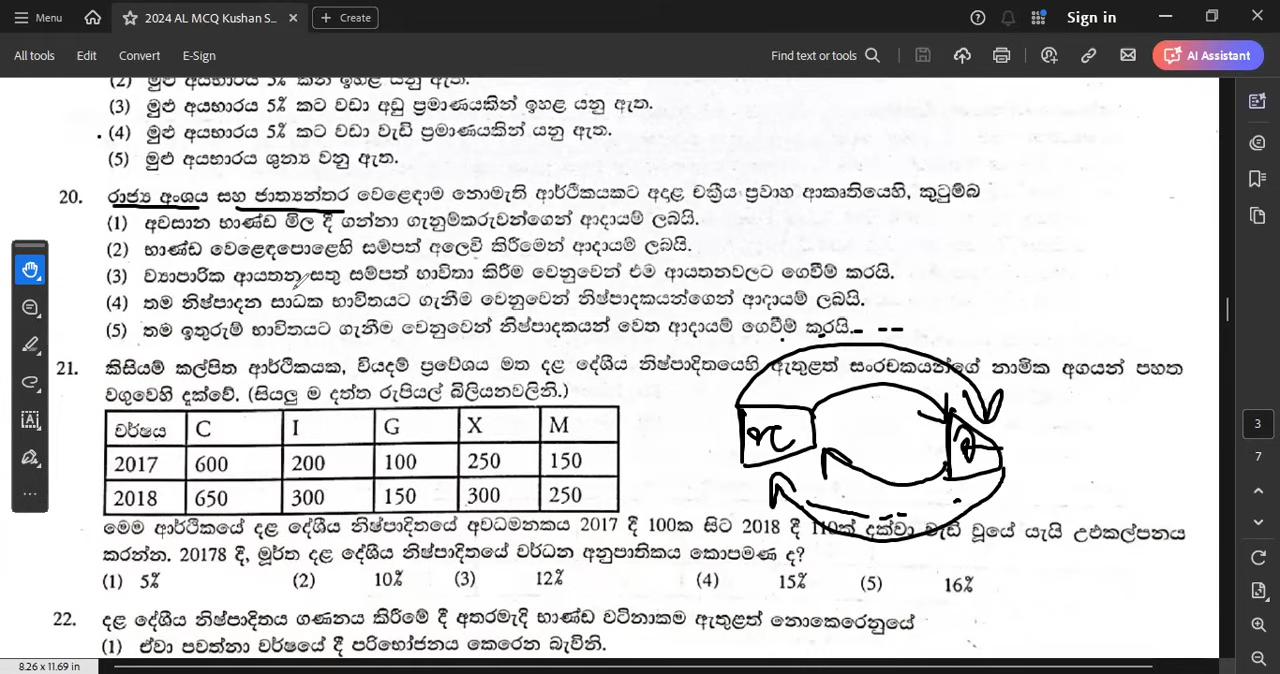 Menu
2024 AL MCQ Kushan S...
Create
Sign in
All tools
Edit
Convert
E-Sign
Find text or tools
AI Assistant
(2) මුළු අයභාරය 5% කින් ඉහළ යනු ඇත.
(3) මුළු අයභාරය 5% කට වඩා අඩු ප්‍රමාණයකින් ඉහළ යනු ඇත.
(4) මුළු අයභාරය 5% කට වඩා වැඩි ප්‍රමාණයකින් යනු ඇත.
(5) මුළු අයභාරය ශුන්‍ය වනු ඇත.
20. රාජ්‍ය අංශය සහ ජාත්‍යන්තර වෙළෙඳාම නොමැති ආර්ථිකයකට අදාළ චක්‍රීය ප්‍රවාහ ආකෘතියෙහි, කුටුම්බ
(1) අවසාන භාණ්ඩ මිල දී ගන්නා ගැනුම්කරුවන්ගෙන් ආදායම් ලබයි.
(2) භාණ්ඩ වෙළෙඳපොළෙහි සම්පත් අලෙවි කිරීමෙන් ආදායම් ලබයි.
(3) ව්‍යාපාරික ආයතන සතු සම්පත් භාවිතා කිරීම වෙනුවෙන් එම ආයතනවලට ගෙවීම් කරයි.
(4) තම නිෂ්පාදන සාධක භාවිතයට ගැනීම වෙනුවෙන් නිෂ්පාදකයන්ගෙන් ආදායම් ලබයි.
(5) තම ඉතුරුම් භාවිතයට ගැනීම වෙනුවෙන් නිෂ්පාදකයන් වෙත ආදායම් ගෙවීම් කරයි.
21. කිසියම් කල්පිත ආර්ථිකයක, වියදම් ප්‍රවේශය මත දළ දේශීය නිෂ්පාදිතයෙහි ඇතුළත් සංරචකයන්ගේ නාමික අගයන් පහත
වගුවෙහි දක්වේ. (සියලු ම දත්ත රුපියල් බිලියනවලිනි.)
වර්ෂය C I G X M
2017 600 200 100 250 150
2018 650 300 150 300 250
මෙම ආර්ථිකයේ දළ දේශීය නිෂ්පාදිතයේ අවධමනකය 2017 දී 100ක සිට 2018 දී 110ක් දක්වා වැඩි වූයේ යැයි උපකල්පනය
කරන්න. 20178 දී, මූර්ත දළ දේශීය නිෂ්පාදිතයේ වර්ධන අනුපාතිකය කොපමණ ද?
(1) 5% (2) 10% (3) 12% (4) 15% (5) 16%
22. දළ දේශීය නිෂ්පාදිතය ගණනය කිරීමේ දී අතරමැදි භාණ්ඩ වටිනාකම ඇතුළත් නොකෙරෙනුයේ
(1) ඒවා පවත්නා වර්ෂයේ දී පරිභෝජනය කෙරෙන බැවිනි.
3
7
8.26 x 11.69 in